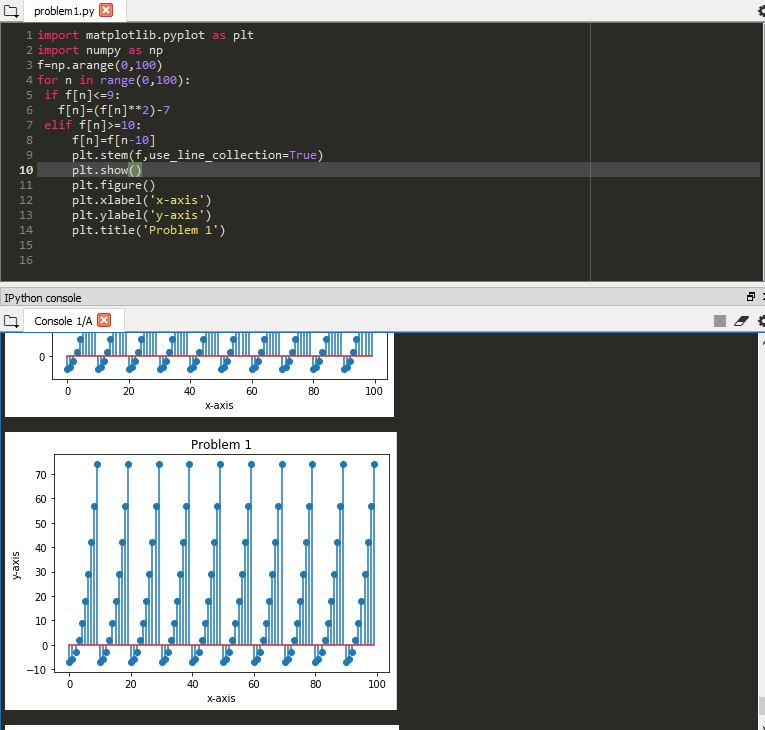 problem1.py
1 import matplotlib.pyplot as plt
2 import numpy as np
3 f=np.arange(0,100)
4 for n in range(0,100):
5  if f[n]<=9:
6    f[n]=(f[n]**2)-7
7  elif f[n]>=10:
8      f[n]=f[n-10]
9      plt.stem(f,use_line_collection=True)
10      plt.show()
11      plt.figure()
12      plt.xlabel('x-axis')
13      plt.ylabel('y-axis')
14      plt.title('Problem 1')
15
16
IPython console
Console 1/A
0
0 20 40 60 80 100
x-axis
Problem 1
70
60
50
40
30
20
10
0
−10
y-axis
0 20 40 60 80 100
x-axis